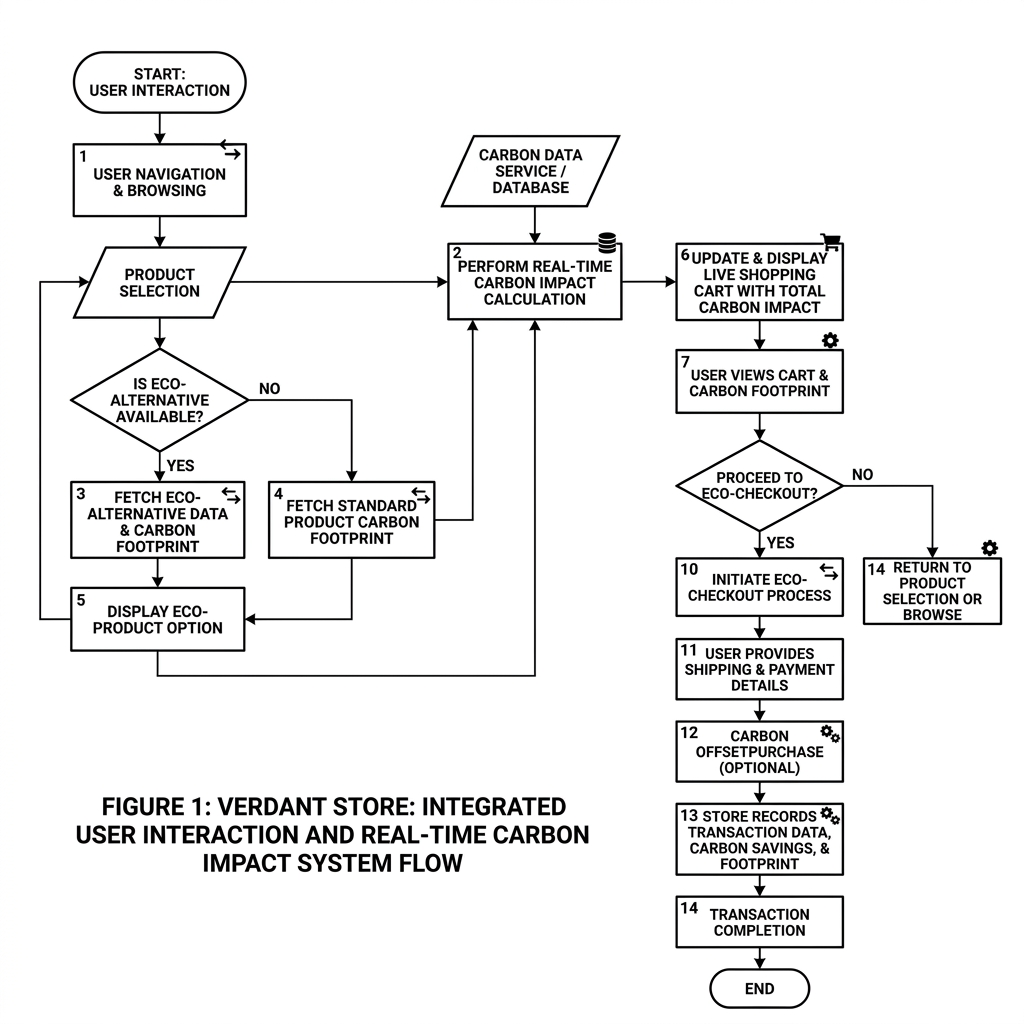 START:
USER INTERACTION
1
USER NAVIGATION
& BROWSING
PRODUCT
SELECTION
IS ECO-
ALTERNATIVE
AVAILABLE?
NO
YES
3
FETCH ECO-
ALTERNATIVE DATA
& CARBON
FOOTPRINT
4
FETCH STANDARD
PRODUCT CARBON
FOOTPRINT
5
DISPLAY ECO-
PRODUCT OPTION
CARBON DATA
SERVICE /
DATABASE
2
PERFORM REAL-TIME
CARBON IMPACT
CALCULATION
6
UPDATE & DISPLAY
LIVE SHOPPING
CART WITH TOTAL
CARBON IMPACT
7
USER VIEWS CART &
CARBON FOOTPRINT
PROCEED TO
ECO-CHECKOUT?
NO
YES
14
RETURN TO
PRODUCT
SELECTION OR
BROWSE
10
INITIATE ECO-
CHECKOUT PROCESS
11
USER PROVIDES
SHIPPING & PAYMENT
DETAILS
12
CARBON
OFFSETPURCHASE
(OPTIONAL)
13
STORE RECORDS
TRANSACTION DATA,
CARBON SAVINGS, &
FOOTPRINT
14
TRANSACTION
COMPLETION
END
FIGURE 1: VERDANT STORE: INTEGRATED
USER INTERACTION AND REAL-TIME CARBON
IMPACT SYSTEM FLOW